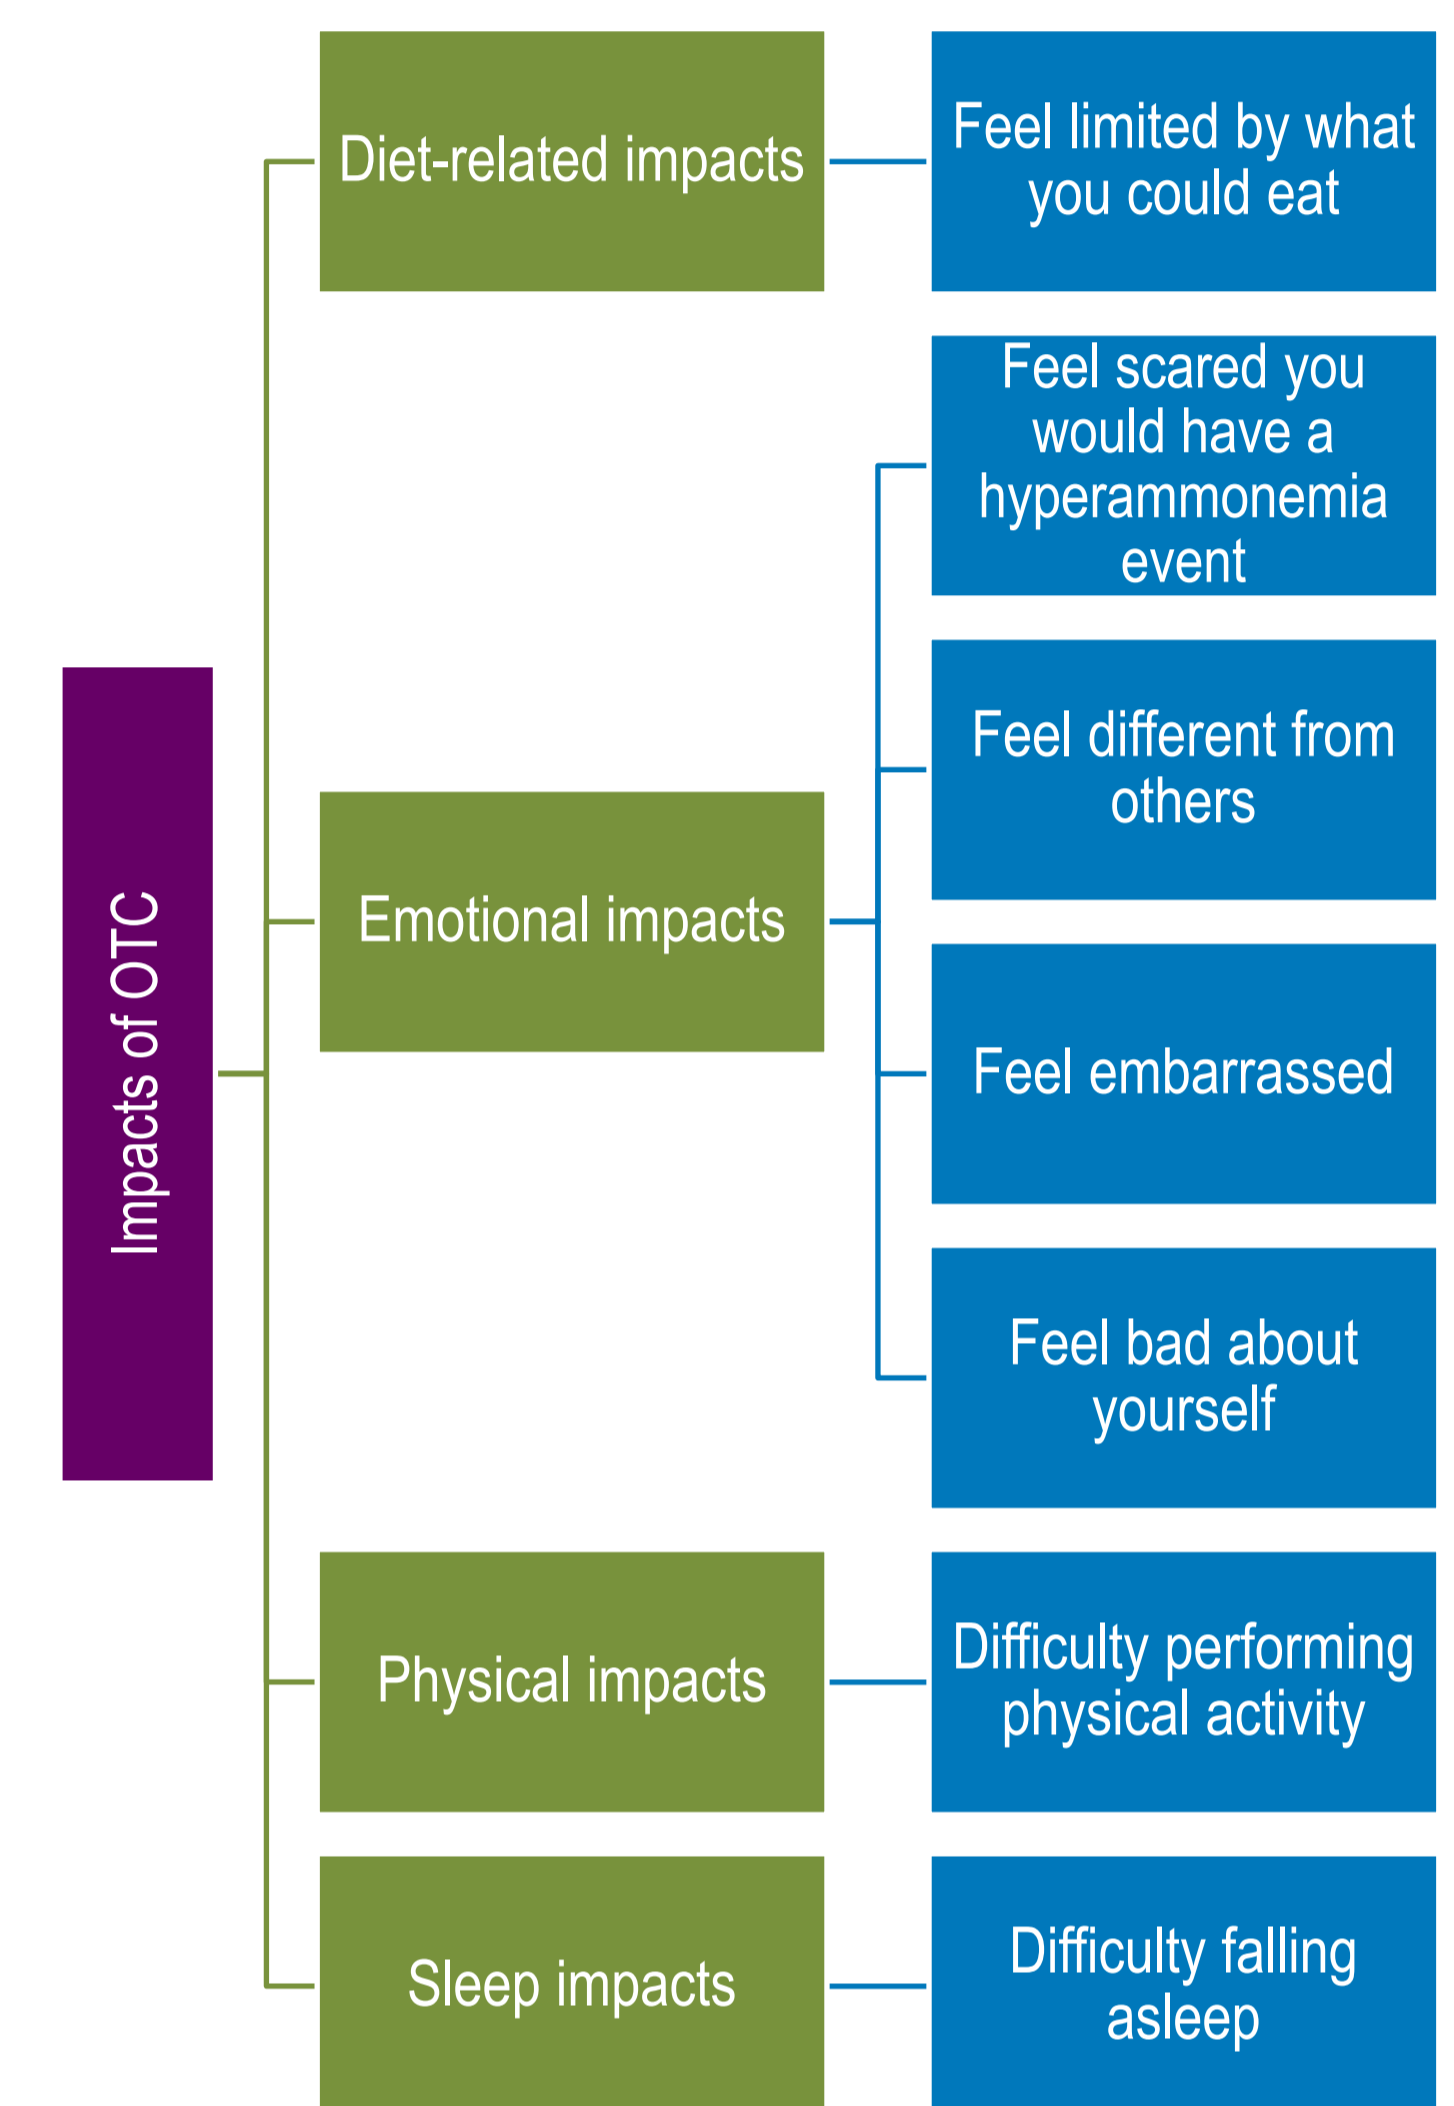 Impacts of OTC
Diet-related impacts
Feel limited by what
you could eat
Emotional impacts
Feel scared you
would have a
hyperammonemia
event
Feel different from
others
Feel embarrassed
Feel bad about
yourself
Physical impacts
Difficulty performing
physical activity
Sleep impacts
Difficulty falling
asleep